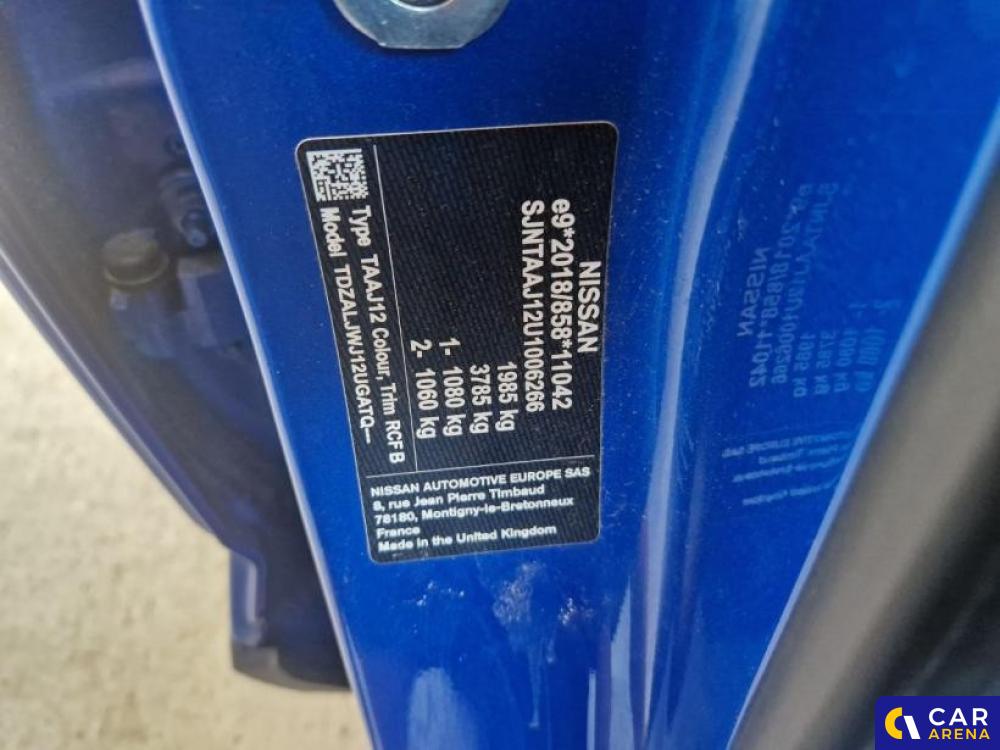 NISSAN
e9*2018/858*11042
SJNTAAJ12U1006266
1985 kg
3785 kg
1- 1080 kg
2- 1060 kg
Type TAAJ12 Colour, Trim RCF B
Model TDZALJWJ12UGATQ---
NISSAN AUTOMOTIVE EUROPE SAS
8, rue Jean Pierre Timbaud
78180, Montigny-le-Bretonneux
France
Made in the United Kingdom
CAR
ARENA